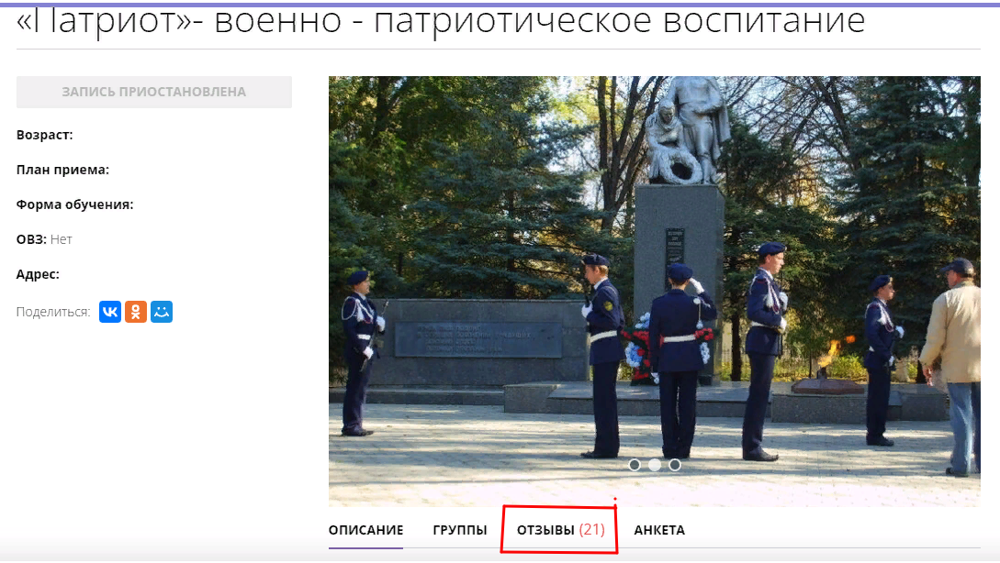 «Патриот»- военно - патриотическое воспитание
ЗАПИСЬ ПРИОСТАНОВЛЕНА
Возраст:
План приема:
Форма обучения:
ОВЗ: Нет
Адрес:
Поделиться:
ОПИСАНИЕ ГРУППЫ ОТЗЫВЫ (21) АНКЕТА